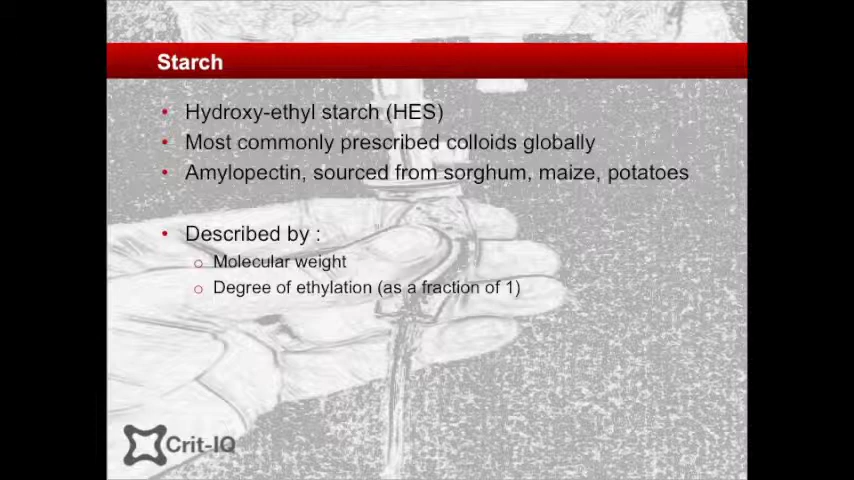 Starch
• Hydroxy-ethyl starch (HES)
• Most commonly prescribed colloids globally
• Amylopectin, sourced from sorghum, maize, potatoes
• Described by :
o Molecular weight
o Degree of ethylation (as a fraction of 1)
Crit-IQ